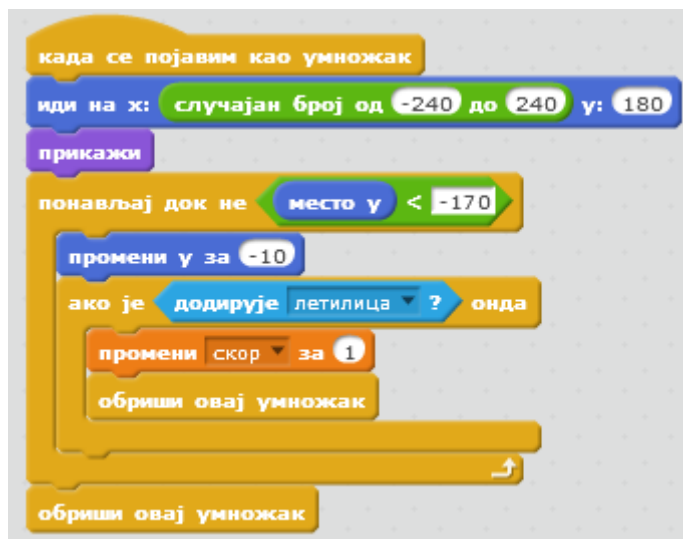 када се појавим као умножак
иди на x: случајан број од -240 до 240 y: 180
прикажи
понављај док не место y < -170
промени y за -10
ако је додирује летилица ? онда
промени скор за 1
обриши овај умножак
обриши овај умножак